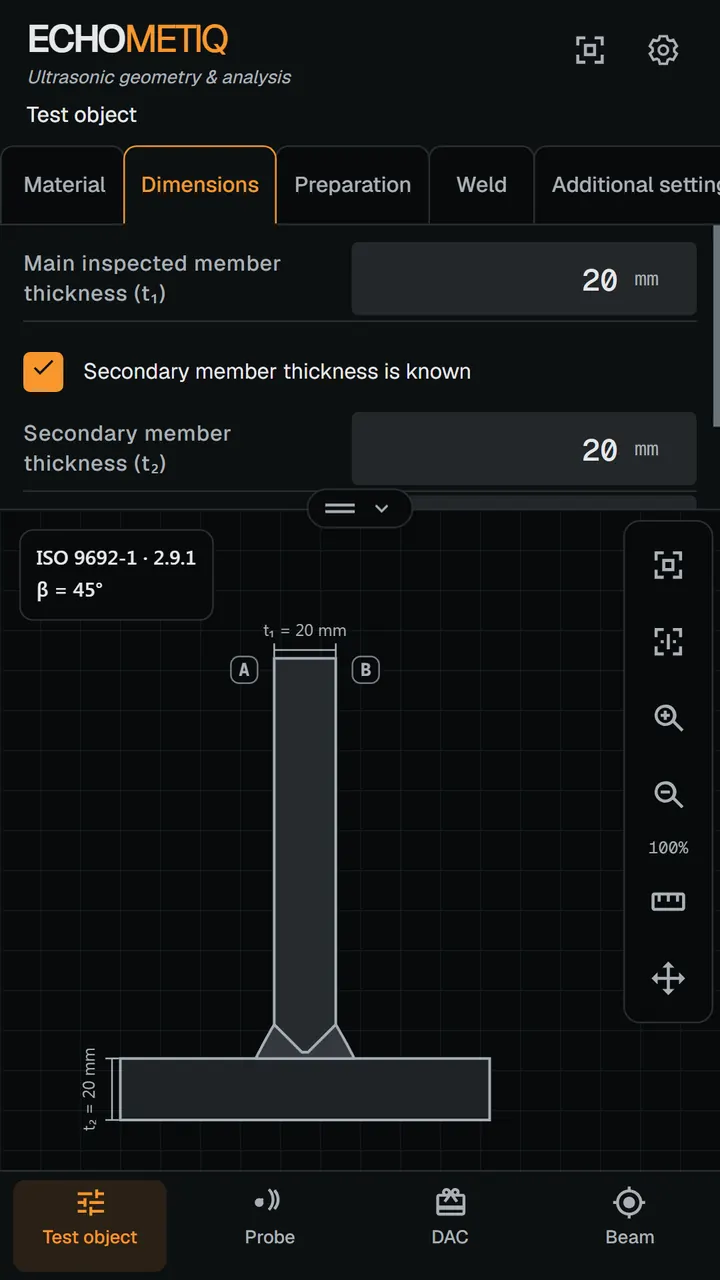 ECHOMETIQ
Ultrasonic geometry & analysis
Test object
Material
Dimensions
Preparation
Weld
Additional setting
Main inspected member
thickness (t₁)
20 mm
Secondary member thickness is known
Secondary member
thickness (t₂)
20 mm
ISO 9692-1 · 2.9.1
β = 45°
t₁ = 20 mm
A
B
100%
t₂ = 20 mm
Test object
Probe
DAC
Beam